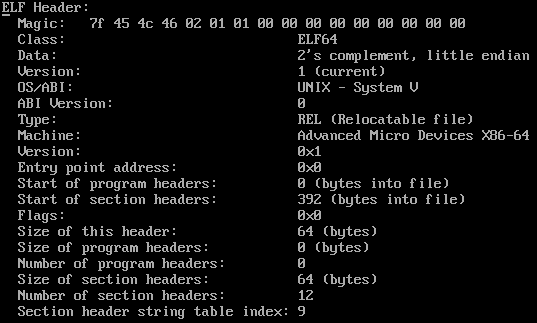 ELF Header:
  Magic:   7f 45 4c 46 02 01 01 00 00 00 00 00 00 00 00 00
  Class:                             ELF64
  Data:                              2's complement, little endian
  Version:                           1 (current)
  OS/ABI:                            UNIX - System V
  ABI Version:                       0
  Type:                              REL (Relocatable file)
  Machine:                           Advanced Micro Devices X86-64
  Version:                           0x1
  Entry point address:               0x0
  Start of program headers:          0 (bytes into file)
  Start of section headers:          392 (bytes into file)
  Flags:                             0x0
  Size of this header:               64 (bytes)
  Size of program headers:           0 (bytes)
  Number of program headers:         0
  Size of section headers:           64 (bytes)
  Number of section headers:         12
  Section header string table index: 9